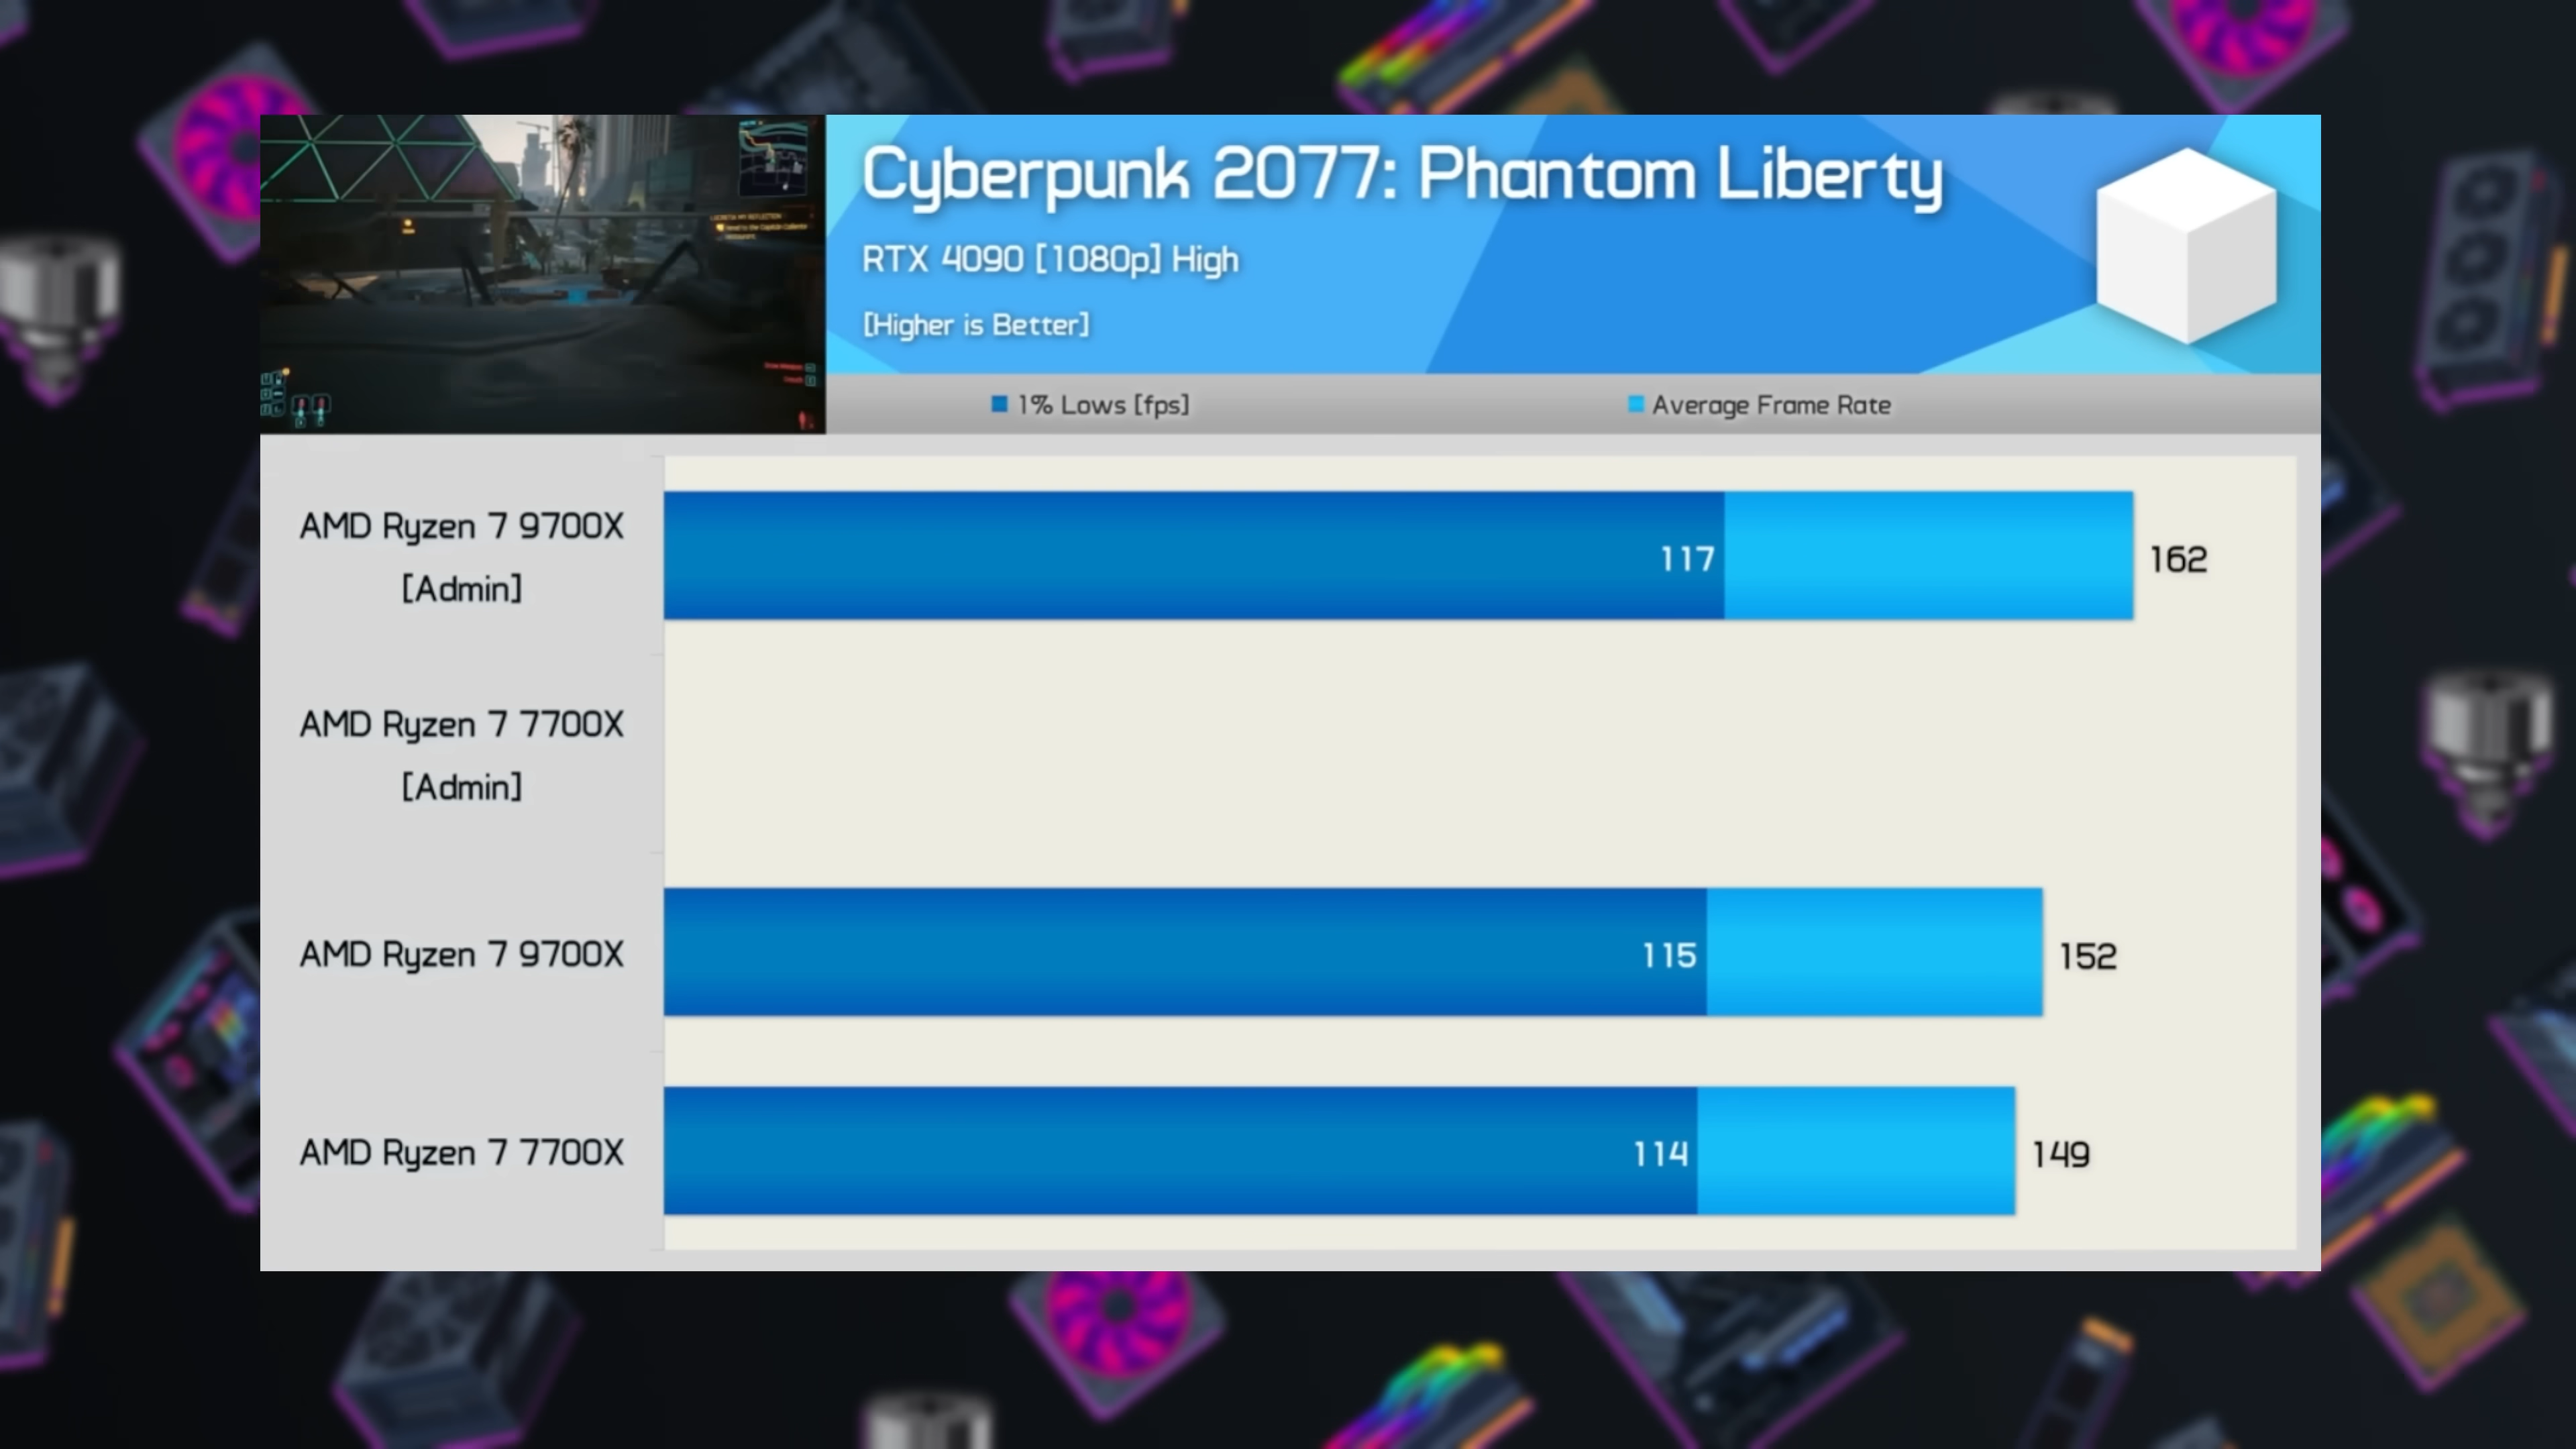 Cyberpunk 2077: Phantom Liberty
RTX 4090 [1080p] High
[Higher is Better]
1% Lows [fps]
Average Frame Rate
AMD Ryzen 7 9700X
[Admin]
117
162
AMD Ryzen 7 7700X
[Admin]
AMD Ryzen 7 9700X
115
152
AMD Ryzen 7 7700X
114
149